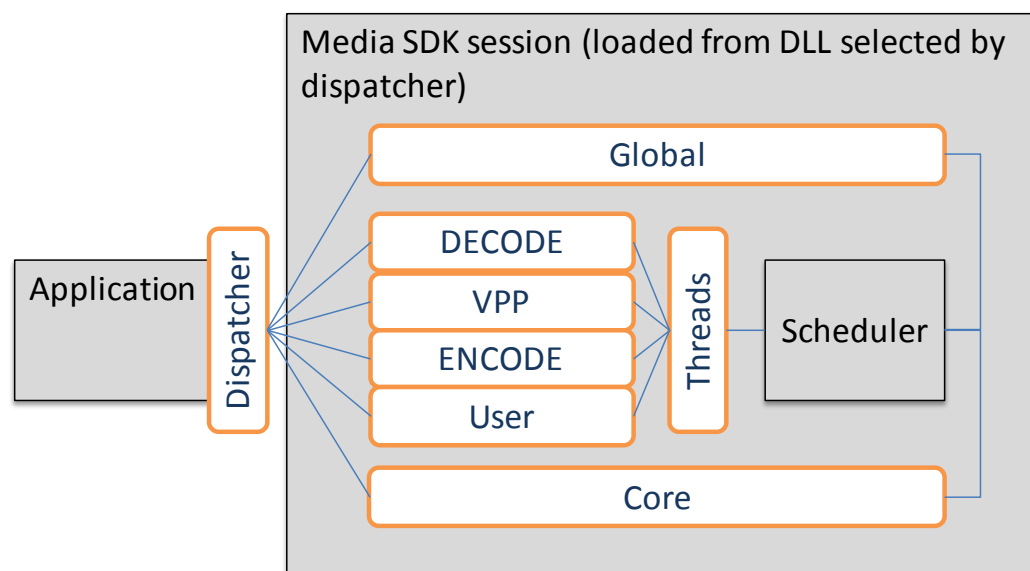 Media SDK session (loaded from DLL selected by
dispatcher)
Global
Application
Dispatcher
DECODE
VPP
ENCODE
User
Threads
Scheduler
Core